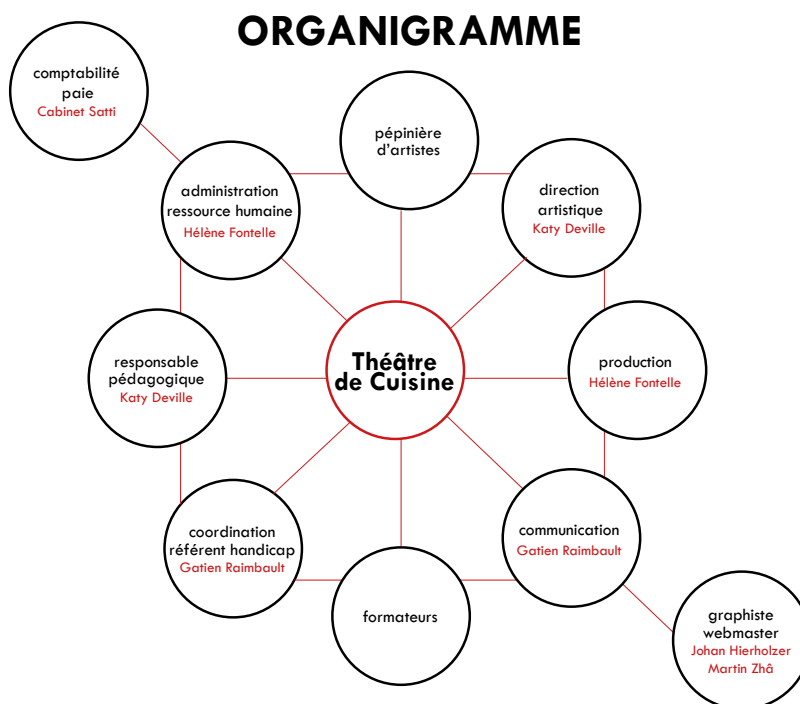 ORGANIGRAMME
comptabilité
paie
Cabinet Satti
pépinière
d'artistes
administration
ressource humaine
Hélène Fontelle
direction
artistique
Katy Deville
responsable
pédagogique
Katy Deville
Théâtre
de Cuisine
production
Hélène Fontelle
coordination
référent handicap
Gatien Raimbault
communication
Gatien Raimbault
formateurs
graphiste
webmaster
Johan Hierholzer
Martin Zhâ